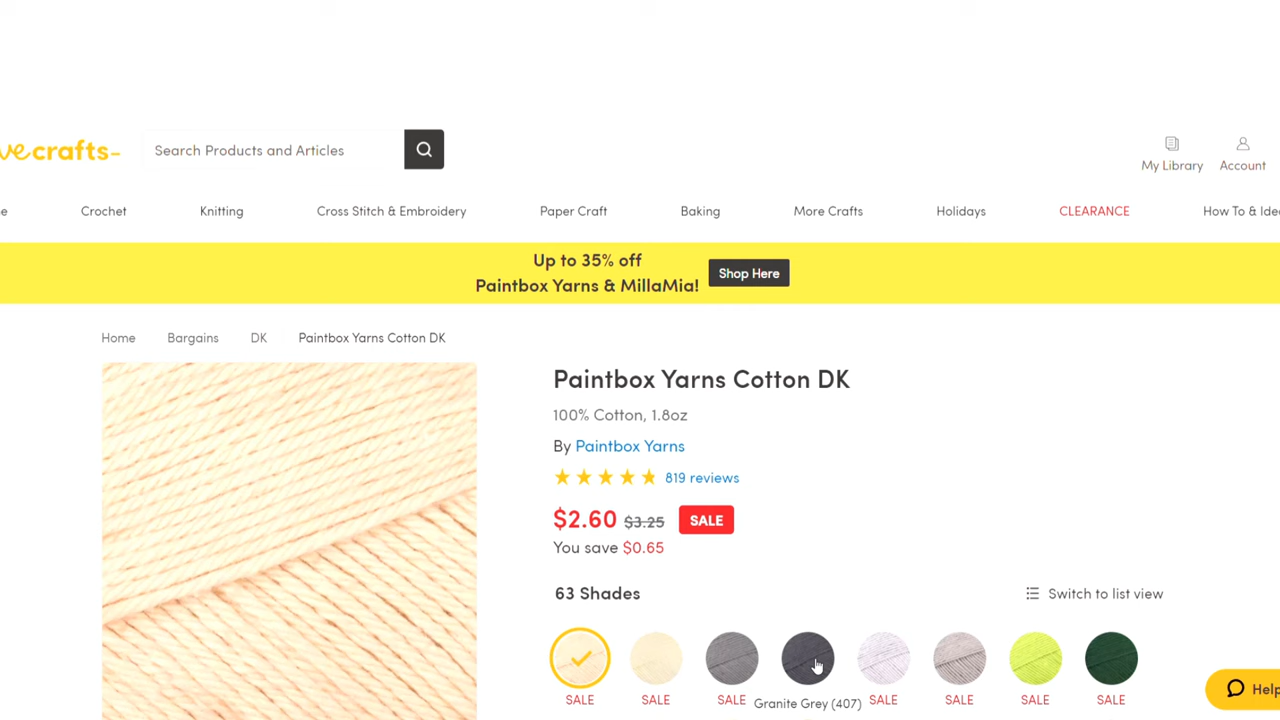 vecrafts
Search Products and Articles
My Library
Account
se
Crochet
Knitting
Cross Stitch & Embroidery
Paper Craft
Baking
More Crafts
Holidays
CLEARANCE
How To & Ide
Up to 35% off
Paintbox Yarns & MillaMia!
Shop Here
Home
Bargains
DK
Paintbox Yarns Cotton DK
Paintbox Yarns Cotton DK
100% Cotton, 1.8oz
By Paintbox Yarns
819 reviews
$2.60 $3.25 SALE
You save $0.65
63 Shades
Switch to list view
SALE
SALE
SALE
Granite Grey (407)
SALE
SALE
SALE
SALE
Help